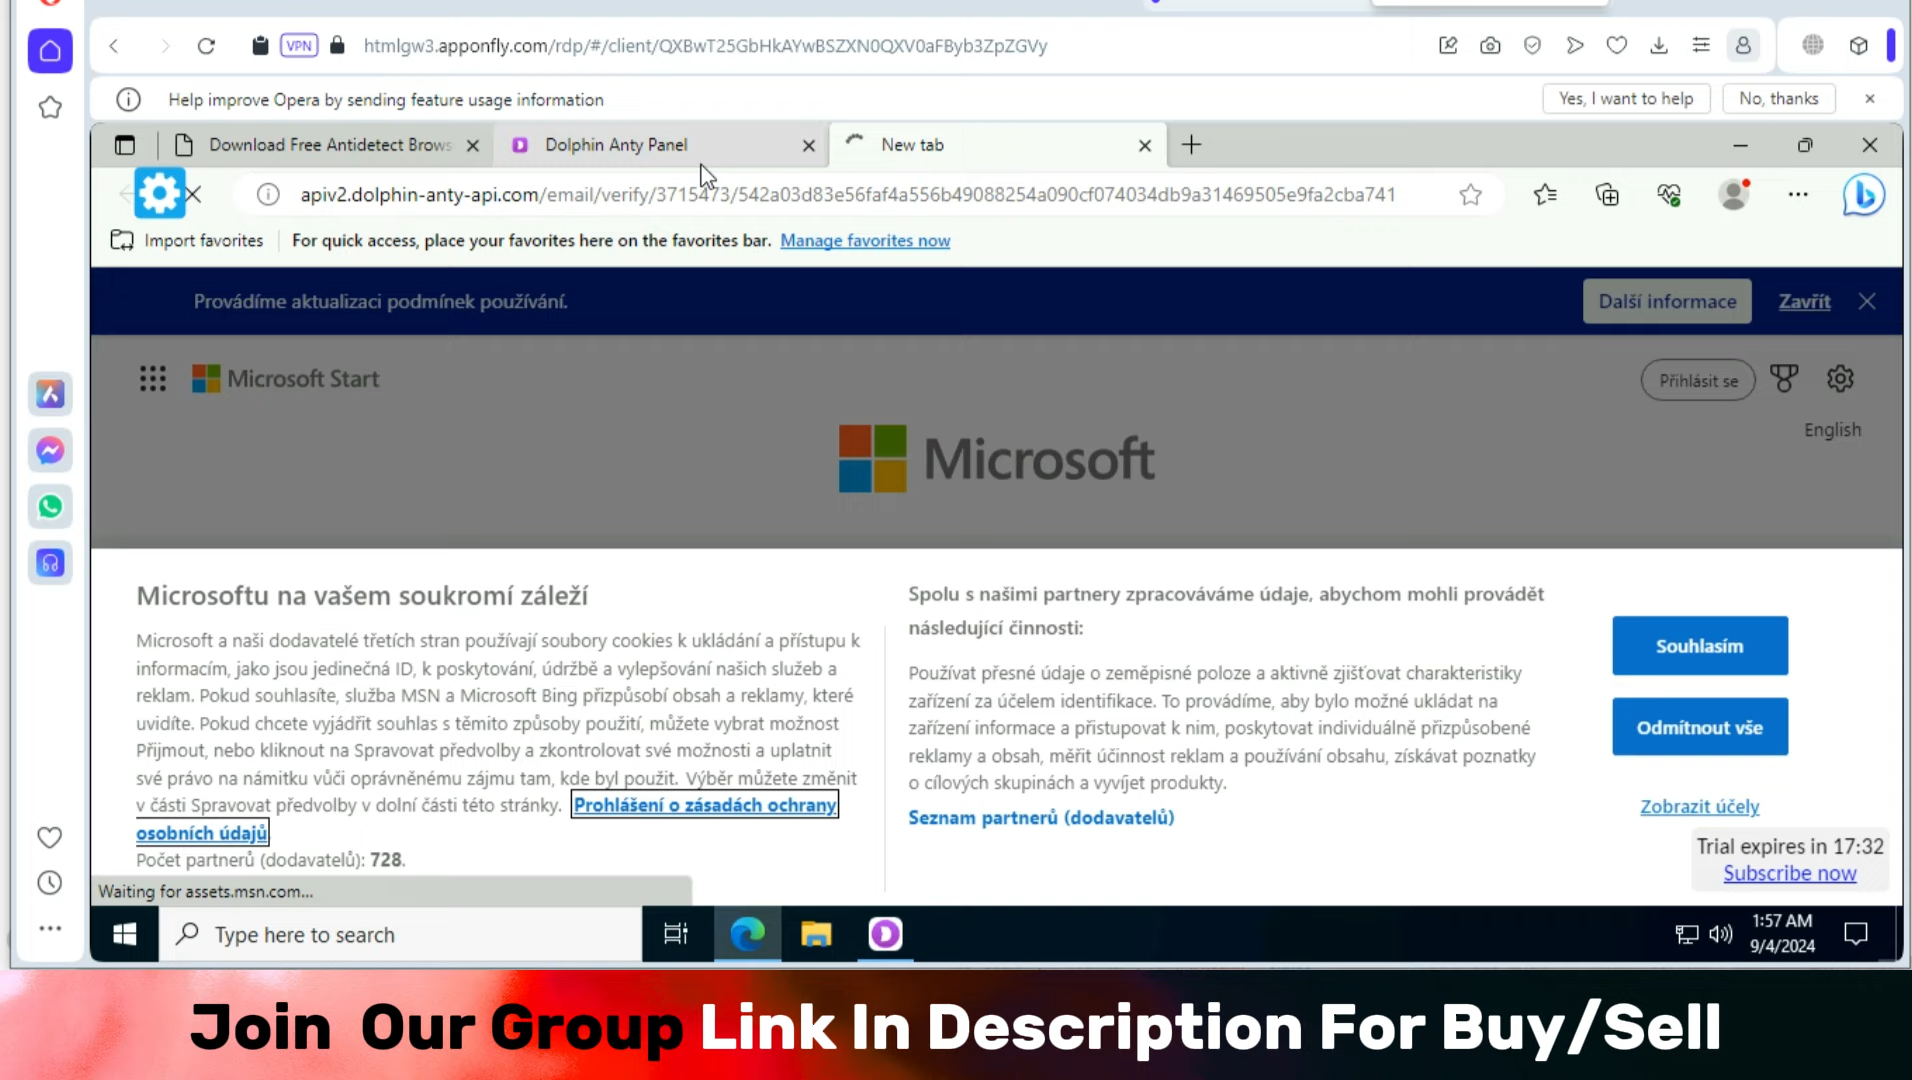 VPN
htmlgw3.apponfly.com/rdp/#/client/QXBwT25GbHkAYwBSZXN0QXV0aFByb3ZpZGVy
Help improve Opera by sending feature usage information
Yes, I want to help
No, thanks
Download Free Antidetect Brows
Dolphin Anty Panel
New tab
apiv2.dolphin-anty-api.com/email/verify/3715473/542a03d83e56faf4a556b49088254a090cf074034db9a31469505e9fa2cba741
Import favorites
For quick access, place your favorites here on the favorites bar. Manage favorites now
Provádíme aktualizaci podmínek používání.
Další informace
Zavřít
Microsoft Start
Přihlásit se
English
Microsoft
Microsoftu na vašem soukromí záleží
Microsoft a naši dodavatelé třetích stran používají soubory cookies k ukládání a přístupu k
informacím, jako jsou jedinečná ID, k poskytování, údržbě a vylepšování našich služeb a
reklam. Pokud souhlasíte, služba MSN a Microsoft Bing přizpůsobí obsah a reklamy, které
uvidíte. Pokud chcete vyjádřit souhlas s těmito způsoby použití, můžete vybrat možnost
Přijmout, nebo kliknout na Spravovat předvolby a zkontrolovat své možnosti a uplatnit
své právo na námitku vůči oprávněnému zájmu tam, kde byl použit. Výběr můžete změnit
v části Spravovat předvolby v dolní části této stránky. Prohlášení o zásadách ochrany
osobních údajů
Počet partnerů (dodavatelů): 728.
Spolu s našimi partnery zpracováváme údaje, abychom mohli provádět
následující činnosti:
Používat přesné údaje o zeměpisné poloze a aktivně zjišťovat charakteristiky
zařízení za účelem identifikace. To provádíme, aby bylo možné ukládat na
zařízení informace a přistupovat k nim, poskytovat individuálně přizpůsobené
reklamy a obsah, měřit účinnost reklam a používání obsahu, získávat poznatky
o cílových skupinách a vyvíjet produkty.
Seznam partnerů (dodavatelů)
Souhlasím
Odmítnout vše
Zobrazit účely
Trial expires in 17:32
Subscribe now
Waiting for assets.msn.com...
Type here to search
1:57 AM
9/4/2024
Join Our Group Link In Description For Buy/Sell